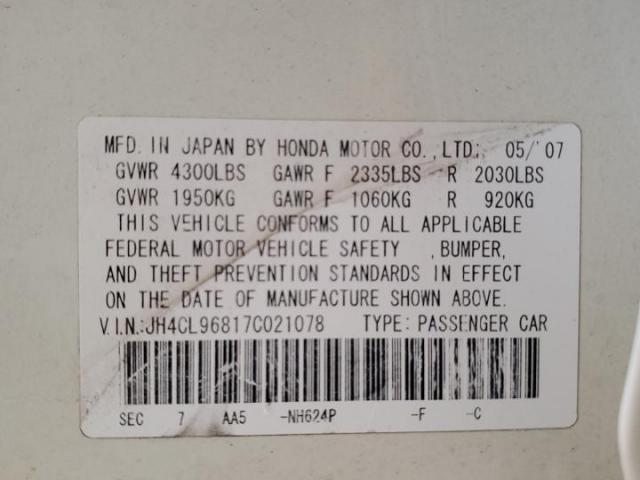 MFD. IN JAPAN BY HONDA MOTOR CO., LTD; 05/'07
GVWR 4300LBS GAWR F 2335LBS R 2030LBS
GVWR 1950KG GAWR F 1060KG R 920KG
THIS VEHICLE CONFORMS TO ALL APPLICABLE
FEDERAL MOTOR VEHICLE SAFETY , BUMPER,
AND THEFT PREVENTION STANDARDS IN EFFECT
ON THE DATE OF MANUFACTURE SHOWN ABOVE.
V.I.N.:JH4CL96817C021078 TYPE: PASSENGER CAR
SEC 7 AA5 -NH624P -F -C